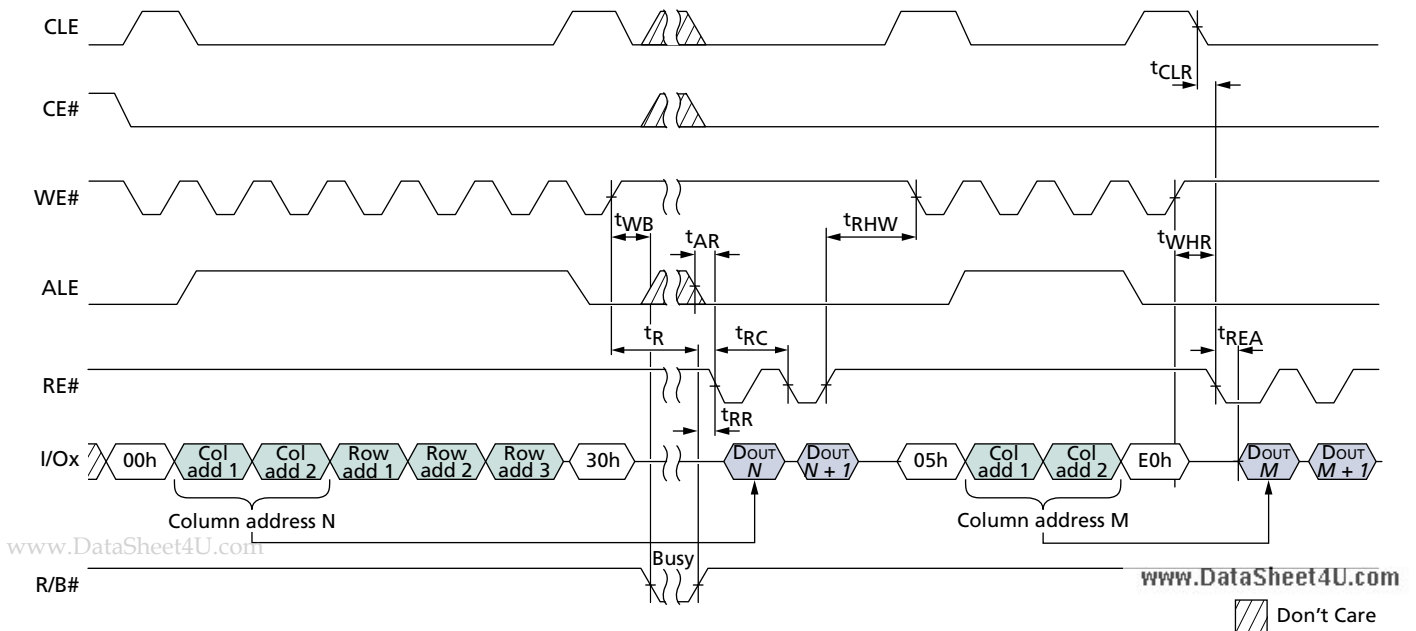 CLE
tCLR
CE#
WE#
tWB
tAR
tRHW
tWHR
ALE
tR
tRC
tREA
RE#
tRR
I/Ox
00h
Col add 1
Col add 2
Row add 1
Row add 2
Row add 3
30h
DOUT N
DOUT N + 1
05h
Col add 1
Col add 2
E0h
DOUT M
DOUT M + 1
Column address N
Column address M
www.DataSheet4U.com
Busy
R/B#
www.DataSheet4U.com
Don't Care